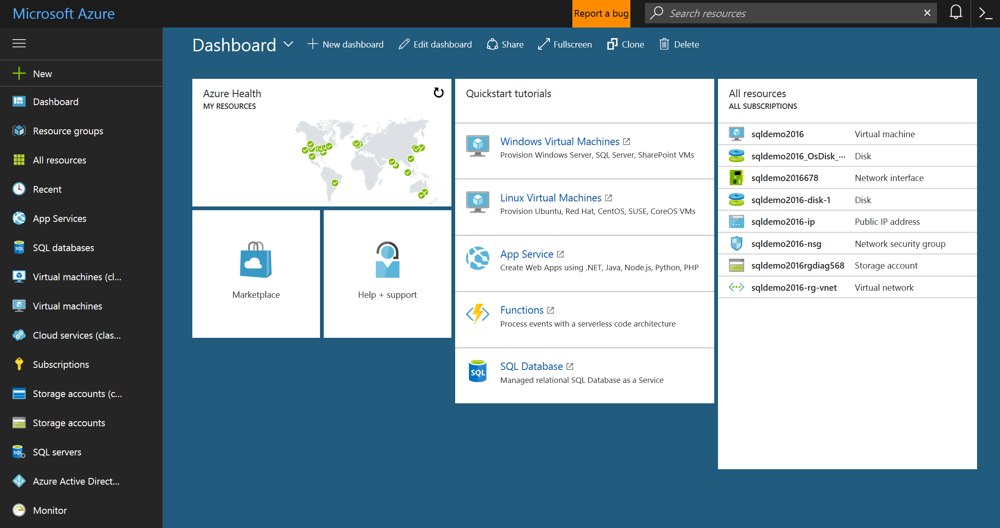 Microsoft Azure
Report a bug
Search resources
Dashboard
New dashboard
Edit dashboard
Share
Fullscreen
Clone
Delete
New
Dashboard
Resource groups
All resources
Recent
App Services
SQL databases
Virtual machines (cl...
Virtual machines
Cloud services (clas...
Subscriptions
Storage accounts (c...
Storage accounts
SQL servers
Azure Active Direct...
Monitor
Azure Health
MY RESOURCES
Marketplace
Help + support
Quickstart tutorials
Windows Virtual Machines
Provision Windows Server, SQL Server, SharePoint VMs
Linux Virtual Machines
Provision Ubuntu, Red Hat, CentOS, SUSE, CoreOS VMs
App Service
Create Web Apps using .NET, Java, Node.js, Python, PHP
Functions
Process events with a serverless code architecture
SQL
SQL Database
Managed relational SQL Database as a Service
All resources
ALL SUBSCRIPTIONS
sqldemo2016 Virtual machine
sqldemo2016_OsDisk_... Disk
sqldemo2016678 Network interface
sqldemo2016-disk-1 Disk
sqldemo2016-ip Public IP address
sqldemo2016-nsg Network security group
sqldemo2016rgdiag568 Storage account
sqldemo2016-rg-vnet Virtual network